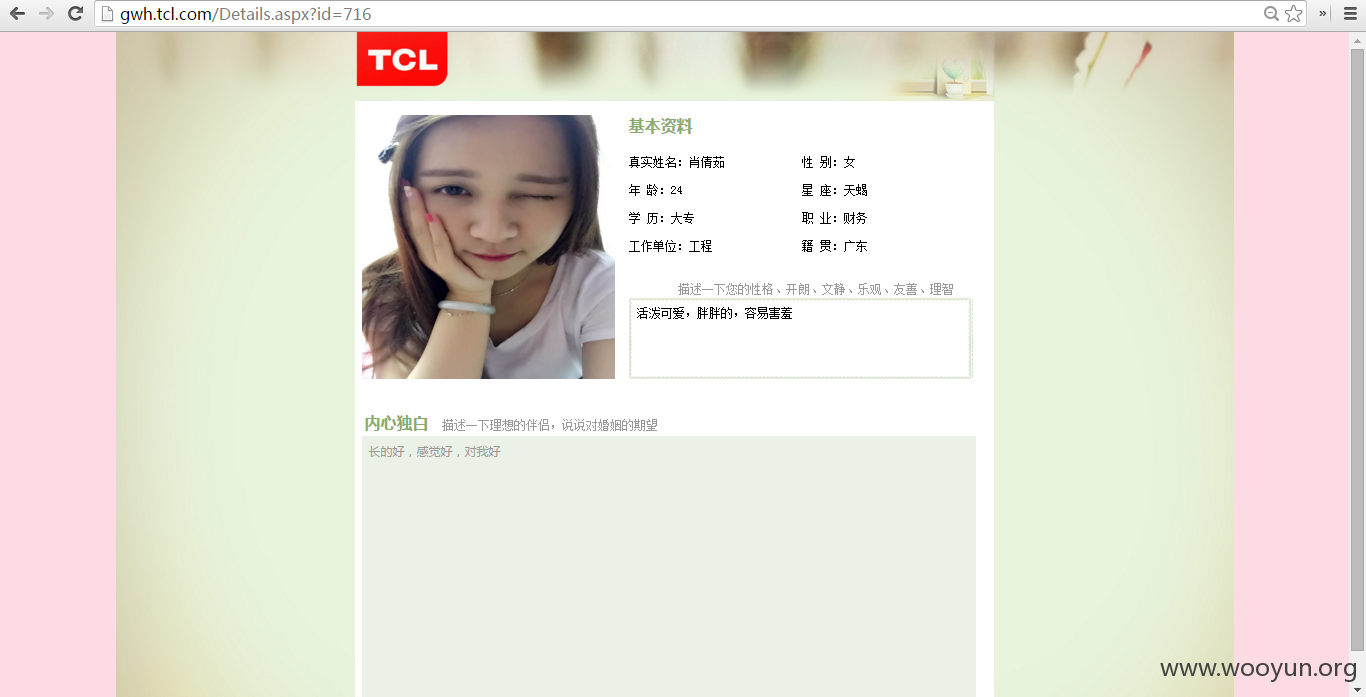 gwh.tcl.com/Details.aspx?id=716
TCL
基本资料
真实姓名：肖倩茹 性 别：女
年 龄：24 星 座：天蝎
学 历：大专 职 业：财务
工作单位：工程 籍 贯：广东
描述一下您的性格、开朗、文静、乐观、友善、理智
活泼可爱，胖胖的，容易害羞
内心独白 描述一下理想的伴侣，说说对婚姻的期望
长的好，感觉好，对我好
www.wooyun.org